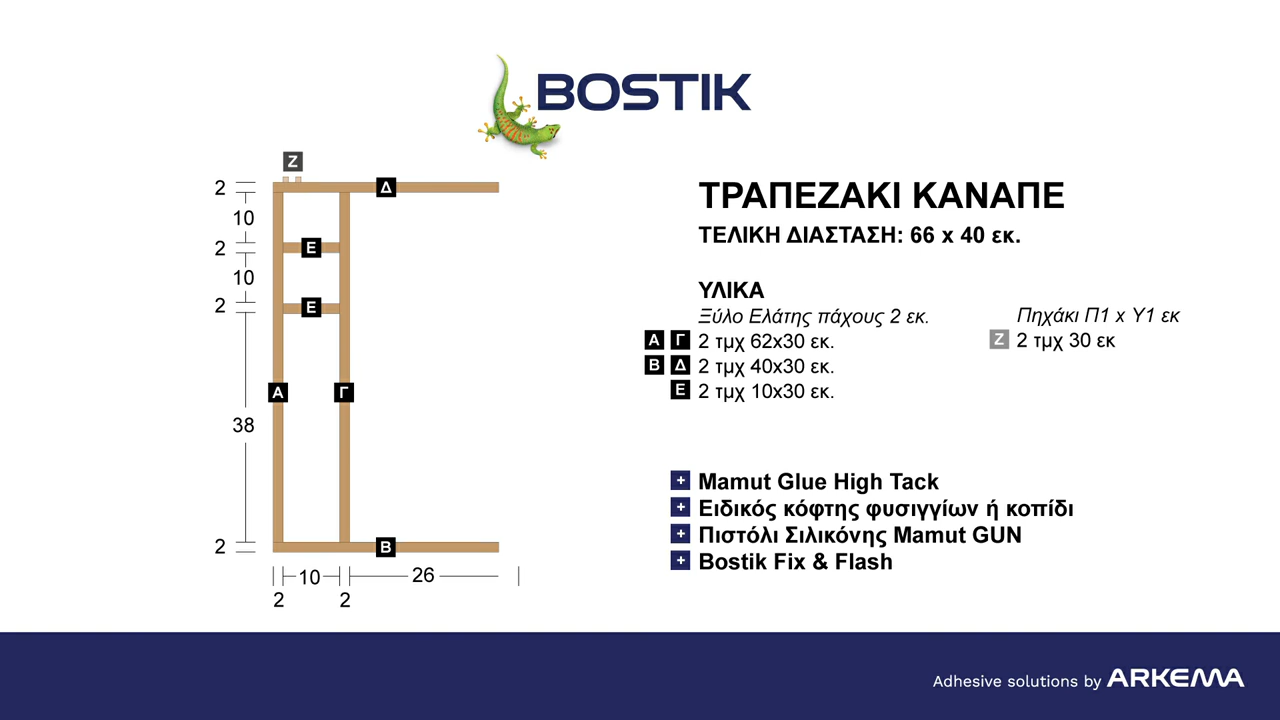 BOSTIK
Ζ
2
Δ
10
2
Ε
10
2
Ε
Α
Γ
38
2
Β
10
26
2
2
ΤΡΑΠΕΖΑΚΙ ΚΑΝΑΠΕ
ΤΕΛΙΚΗ ΔΙΑΣΤΑΣΗ: 66 x 40 εκ.
ΥΛΙΚΑ
Ξύλο Ελάτης πάχους 2 εκ.
Α Γ 2 τμχ 62x30 εκ.
Β Δ 2 τμχ 40x30 εκ.
Ε 2 τμχ 10x30 εκ.
Πηχάκι Π1 x Υ1 εκ
Ζ 2 τμχ 30 εκ
+ Mamut Glue High Tack
+ Ειδικός κόφτης φυσιγγίων ή κοπίδι
+ Πιστόλι Σιλικόνης Mamut GUN
+ Bostik Fix & Flash
Adhesive solutions by ARKEMA